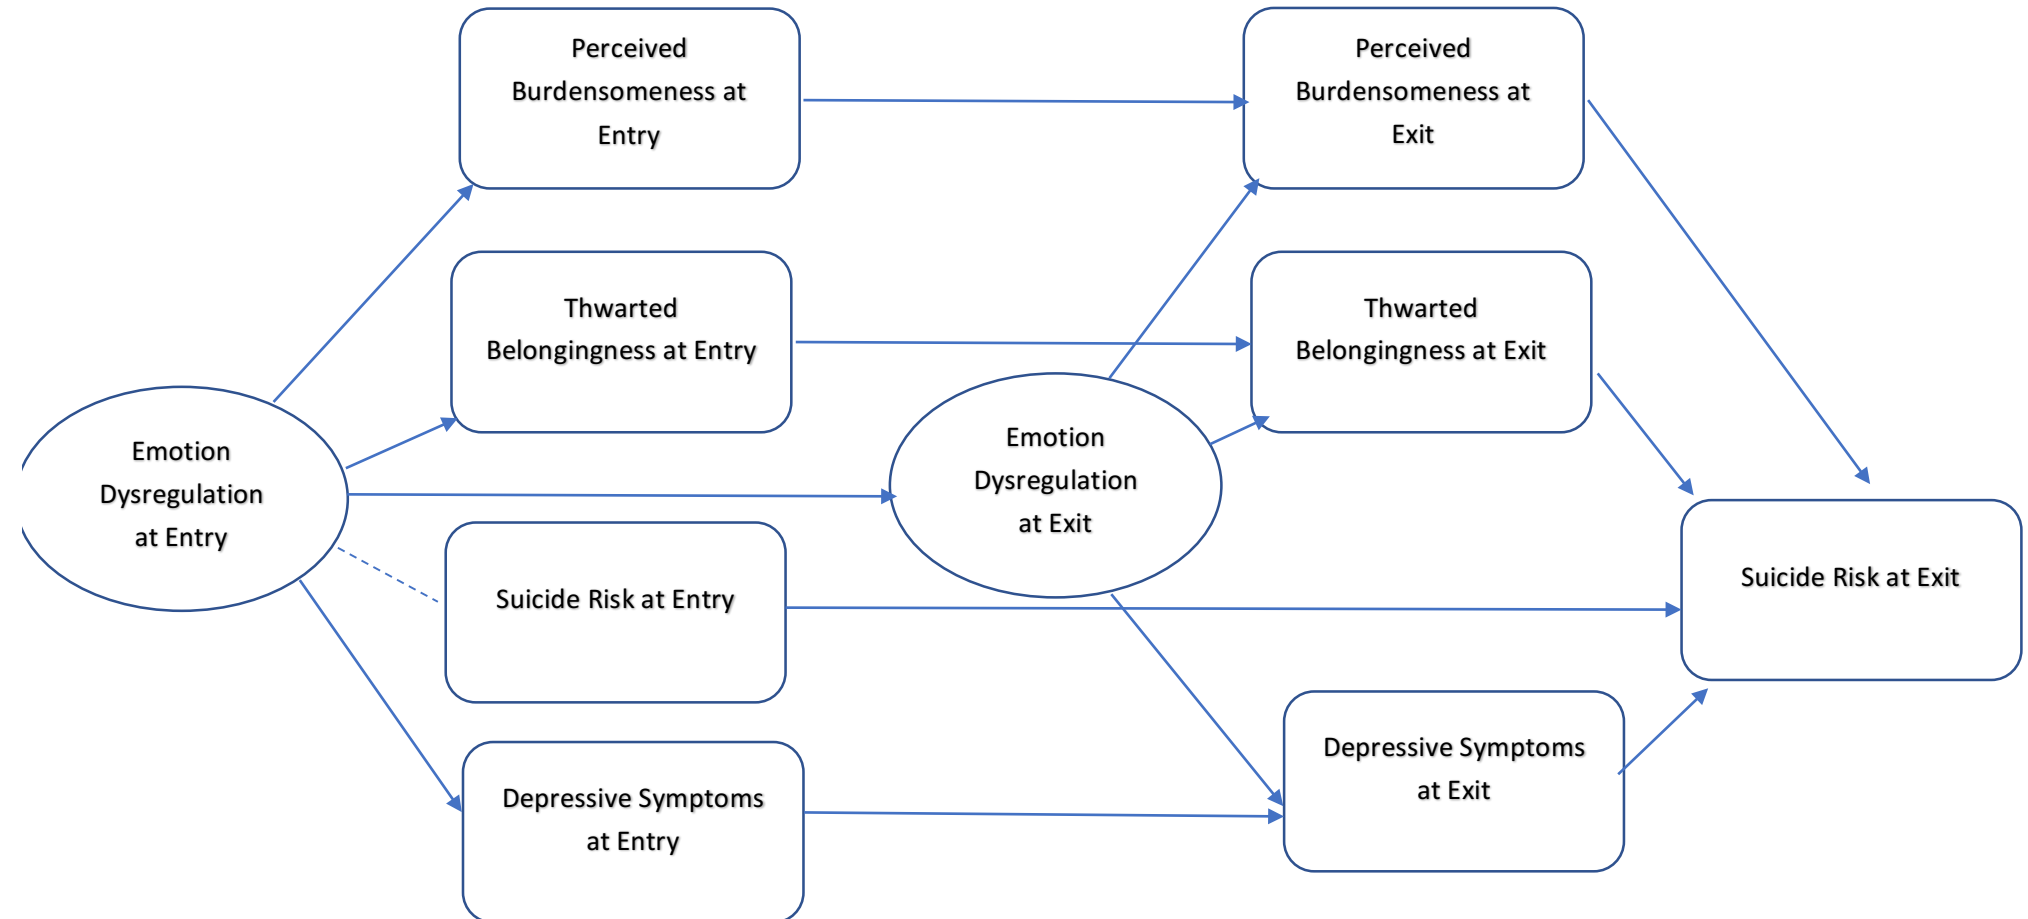 Perceived
Burdensomeness at
Entry
Perceived
Burdensomeness at
Exit
Thwarted
Belongingness at Entry
Thwarted
Belongingness at Exit
Emotion
Dysregulation
at Entry
Emotion
Dysregulation
at Exit
Suicide Risk at Entry
Suicide Risk at Exit
Depressive Symptoms
at Entry
Depressive Symptoms
at Exit